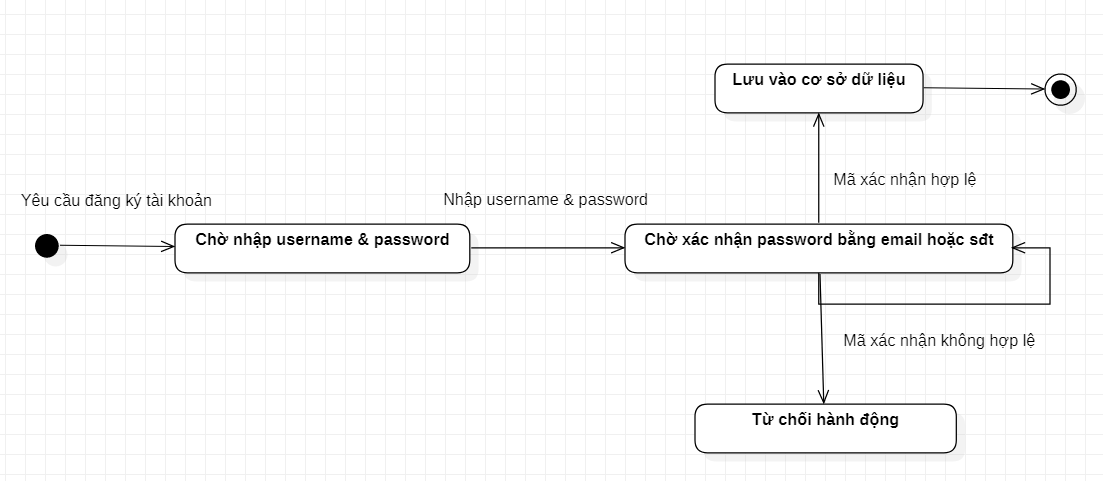 Lưu vào cơ sở dữ liệu
Mã xác nhận hợp lệ
Yêu cầu đăng ký tài khoản
Nhập username & password
Chờ nhập username & password
Chờ xác nhận password bằng email hoặc sđt
Mã xác nhận không hợp lệ
Từ chối hành động